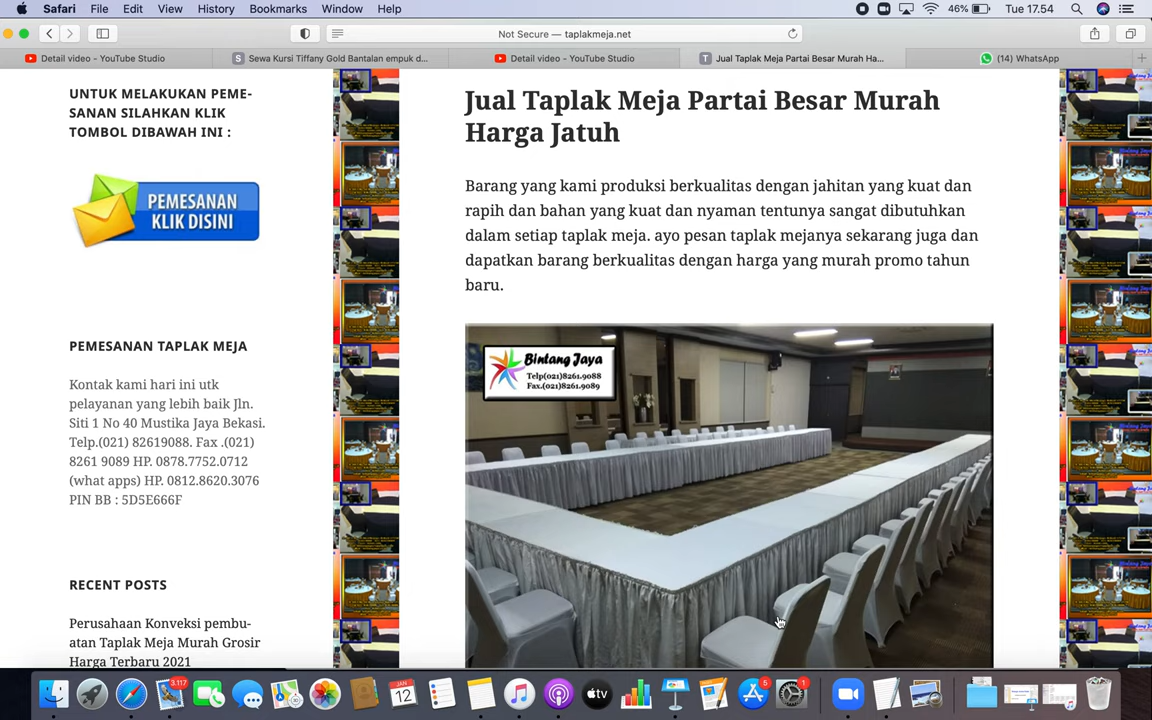 Safari File Edit View History Bookmarks Window Help
46% Tue 17.54
Not Secure — taplakmeja.net
Detail video - YouTube Studio
Sewa Kursi Tiffany Gold Bantalan empuk d...
Detail video - YouTube Studio
Jual Taplak Meja Partai Besar Murah Ha...
(14) WhatsApp
UNTUK MELAKUKAN PEME-
SANAN SILAHKAN KLIK
TOMBOL DIBAWAH INI :
PEMESANAN
KLIK DISINI
PEMESANAN TAPLAK MEJA
Kontak kami hari ini utk
pelayanan yang lebih baik Jln.
Siti 1 No 40 Mustika Jaya Bekasi.
Telp.(021) 82619088. Fax .(021)
8261 9089 HP. 0878.7752.0712
(what apps) HP. 0812.8620.3076
PIN BB : 5D5E666F
RECENT POSTS
Perusahaan Konveksi pembu-
atan Taplak Meja Murah Grosir
Harga Terbaru 2021
Jual Taplak Meja Partai Besar Murah
Harga Jatuh
Barang yang kami produksi berkualitas dengan jahitan yang kuat dan
rapih dan bahan yang kuat dan nyaman tentunya sangat dibutuhkan
dalam setiap taplak meja. ayo pesan taplak mejanya sekarang juga dan
dapatkan barang berkualitas dengan harga yang murah promo tahun
baru.
Bintang Jaya
Telp(021)8261.9088
Fax.(021)8261.9089
3.117
JAN
12
tv
5
1